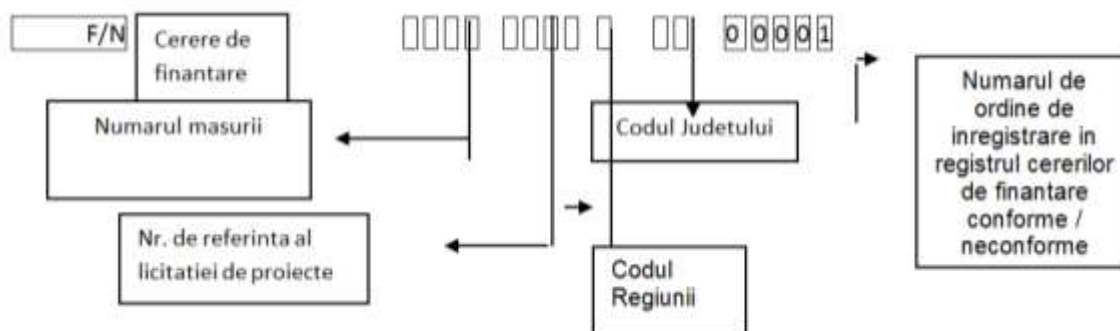 F/N
Cerere de
finantare
0 0 0 0 1
Numarul masurii
Codul Judetului
Numarul de
ordine de
inregistrare in
registrul cererilor
de finantare
conforme /
neconforme
Nr. de referinta al
licitatiei de proiecte
Codul
Regiunii